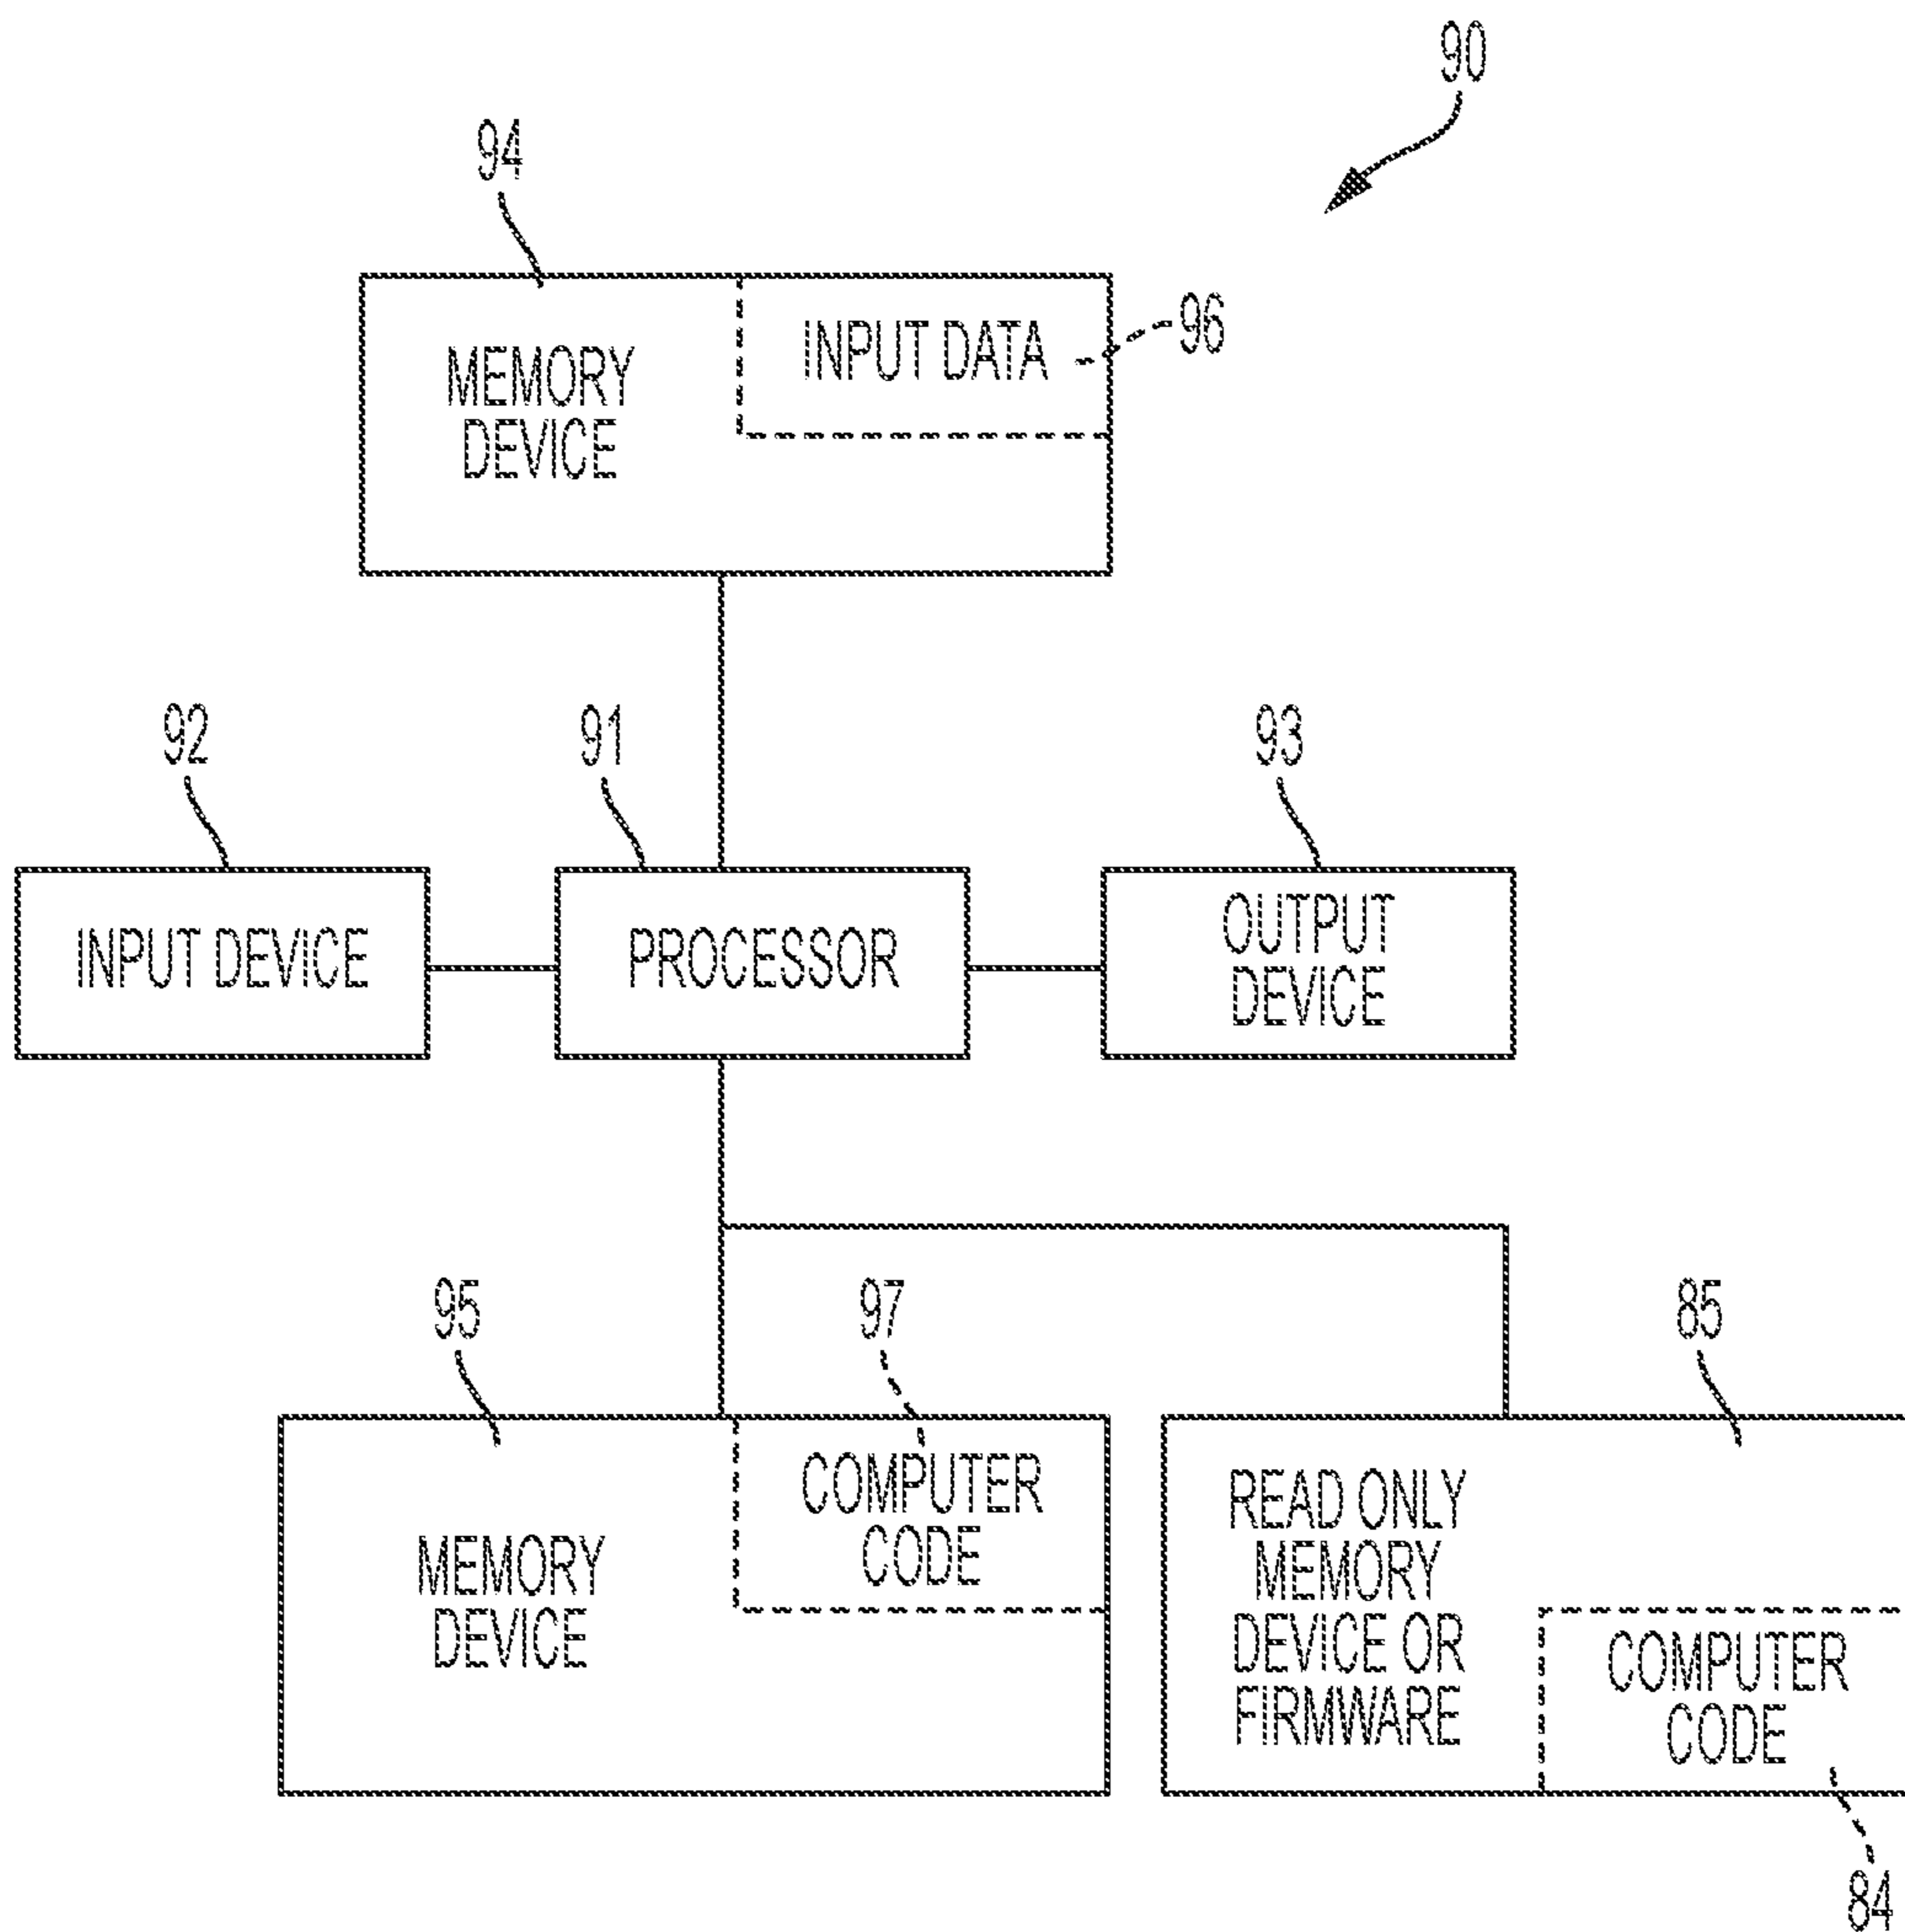 90
94
MEMORY
DEVICE
INPUT DATA
96
92
91
93
INPUT DEVICE
PROCESSOR
OUTPUT
DEVICE
95
97
85
MEMORY
DEVICE
COMPUTER
CODE
READ ONLY
MEMORY
DEVICE OR
FIRMWARE
COMPUTER
CODE
84